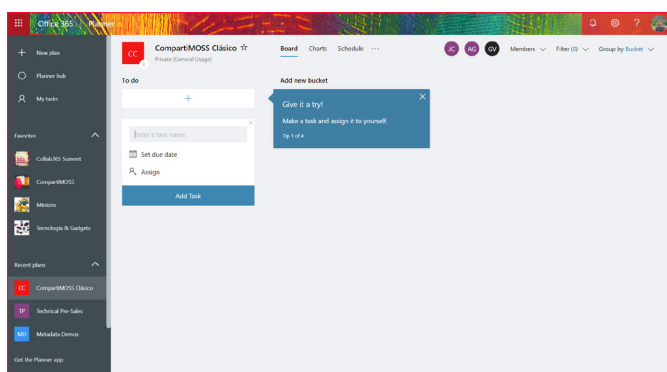 Office 365
Planner
New plan
Planner hub
My tasks
Favorites
Collab365 Summit
CompartiMOSS
Minions
Tecnología & Gadgets
Recent plans
CC CompartiMOSS Clásico
TP Technical Pre-Sales
MD Metadata Demos
Get the Planner app
CC
CompartiMOSS Clásico
Private (General Usage)
Board Charts Schedule ...
JC AG GV
Members
Filter (0)
Group by Bucket
To do
+
Enter a task name
Set due date
Assign
Add Task
Add new bucket
Give it a try!
Make a task and assign it to yourself.
Tip 1 of 4